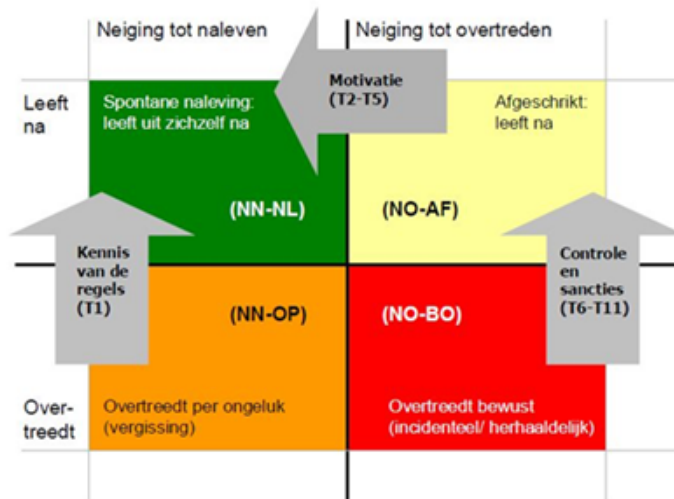 Neiging tot naleven
Neiging tot overtreden
Motivatie
(T2-T5)
Leeft
na
Spontane naleving:
leeft uit zichzelf na
Afgeschrikt:
leeft na
(NN-NL)
(NO-AF)
Kennis
van de
regels
(T1)
Controle
en
sancties
(T6-T11)
(NN-OP)
(NO-BO)
Over-
treedt
Overtreedt per ongeluk
(vergissing)
Overtreedt bewust
(incidenteel/ herhaaldelijk)